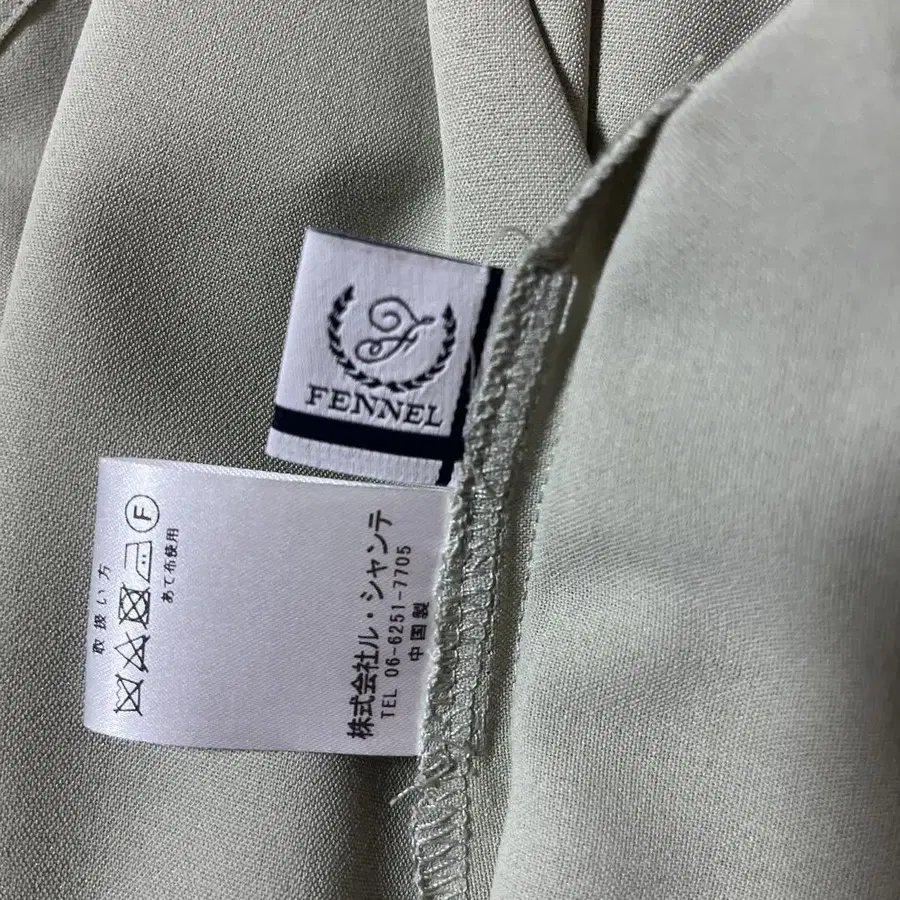 FENNEL
取扱い方
F
あて布使用
株式会社ル・シャンテ
TEL 06-6251-7705
中国製